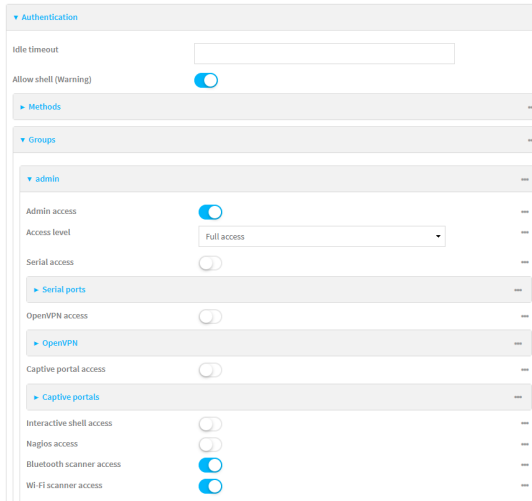 Authentication
Idle timeout
Allow shell (Warning)
Methods
Groups
admin
Admin access
Access level
Full access
Serial access
Serial ports
OpenVPN access
OpenVPN
Captive portal access
Captive portals
Interactive shell access
Nagios access
Bluetooth scanner access
Wi-Fi scanner access